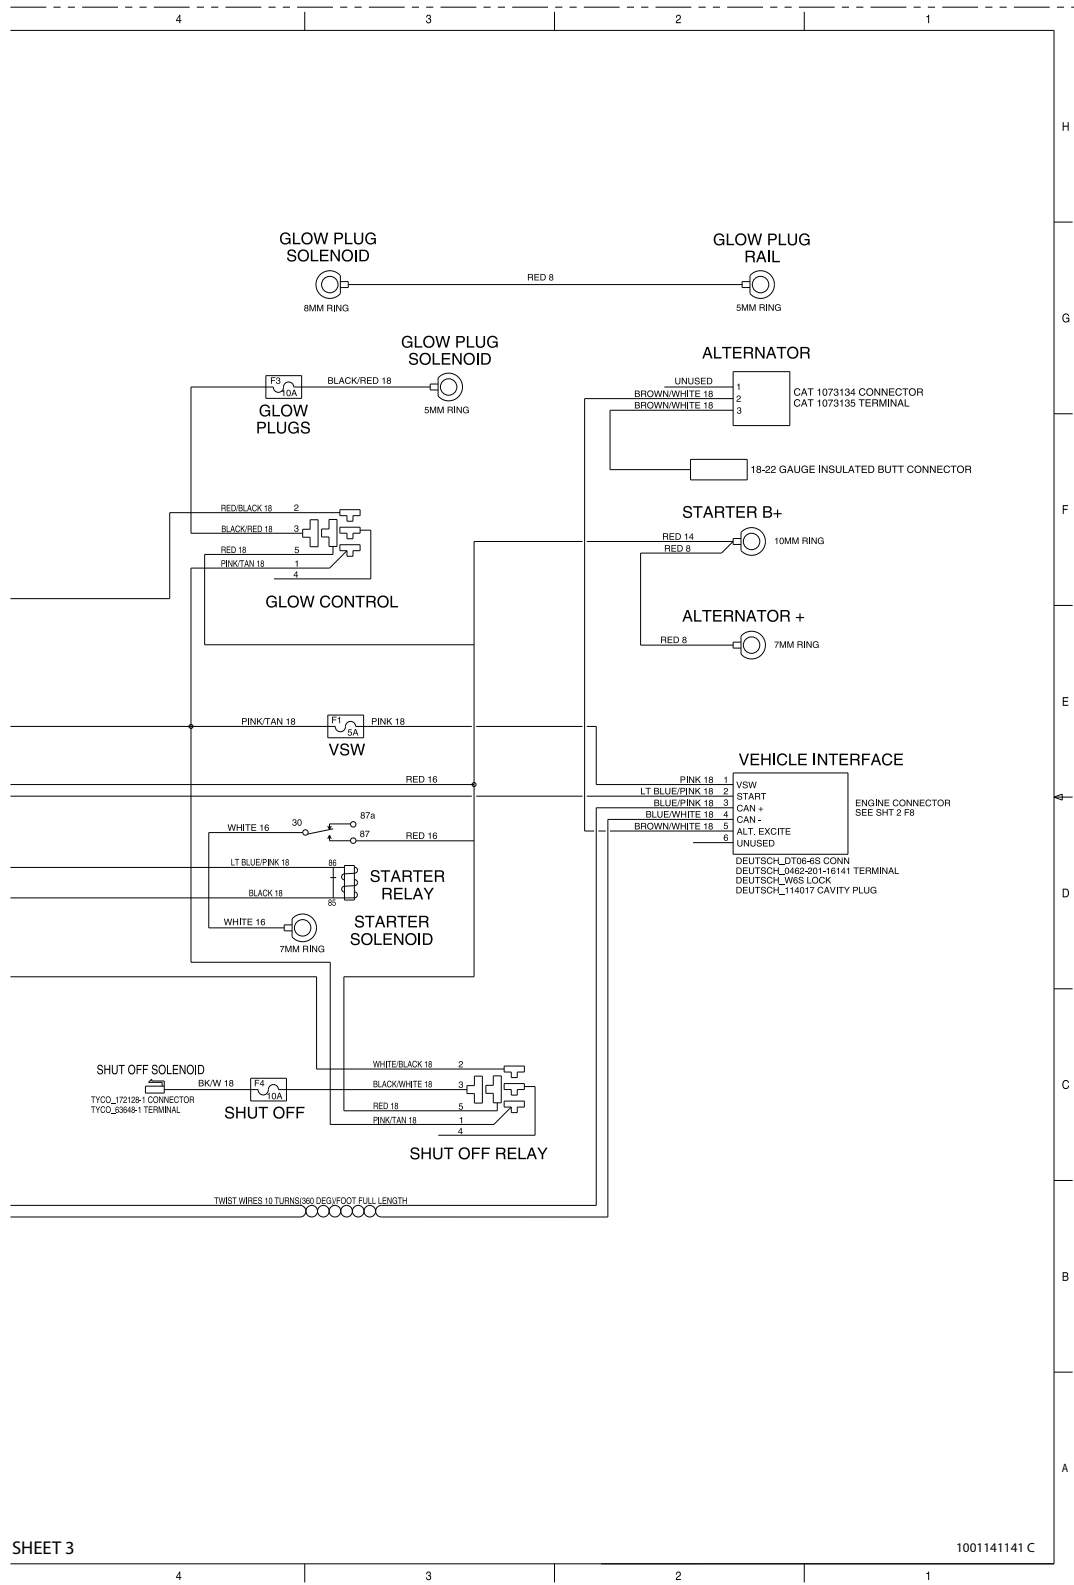 4 3 2 1
H
GLOW PLUG
SOLENOID
8MM RING
RED 8
GLOW PLUG
RAIL
5MM RING
G
GLOW PLUG
SOLENOID
5MM RING
F3
10A
BLACK/RED 18
GLOW
PLUGS
ALTERNATOR
UNUSED 1
BROWN/WHITE 18 2
BROWN/WHITE 18 3
CAT 1073134 CONNECTOR
CAT 1073135 TERMINAL
18-22 GAUGE INSULATED BUTT CONNECTOR
F
RED/BLACK 18 2
BLACK/RED 18 3
RED 18 5
PINK/TAN 18 1
4
GLOW CONTROL
STARTER B+
RED 14
RED 8
10MM RING
ALTERNATOR +
RED 8
7MM RING
E
PINK/TAN 18
F1
5A
PINK 18
VSW
RED 16
VEHICLE INTERFACE
PINK 18 1 VSW
LT BLUE/PINK 18 2 START
BLUE/PINK 18 3 CAN +
BLUE/WHITE 18 4 CAN -
BROWN/WHITE 18 5 ALT. EXCITE
6 UNUSED
ENGINE CONNECTOR
SEE SHT 2 F8
DEUTSCH_DT06-6S CONN
DEUTSCH_0462-201-16141 TERMINAL
DEUTSCH_W6S LOCK
DEUTSCH_114017 CAVITY PLUG
WHITE 16
30
87a
87
RED 16
LT BLUE/PINK 18
86
BLACK 18
85
STARTER
RELAY
D
WHITE 16
7MM RING
STARTER
SOLENOID
SHUT OFF SOLENOID
TYCO_172128-1 CONNECTOR
TYCO_63648-1 TERMINAL
BK/W 18
F4
10A
SHUT OFF
WHITE/BLACK 18 2
BLACK/WHITE 18 3
RED 18 5
PINK/TAN 18 1
4
SHUT OFF RELAY
C
TWIST WIRES 10 TURNS(360 DEG)/FOOT FULL LENGTH
B
A
SHEET 3
1001141141 C
4 3 2 1